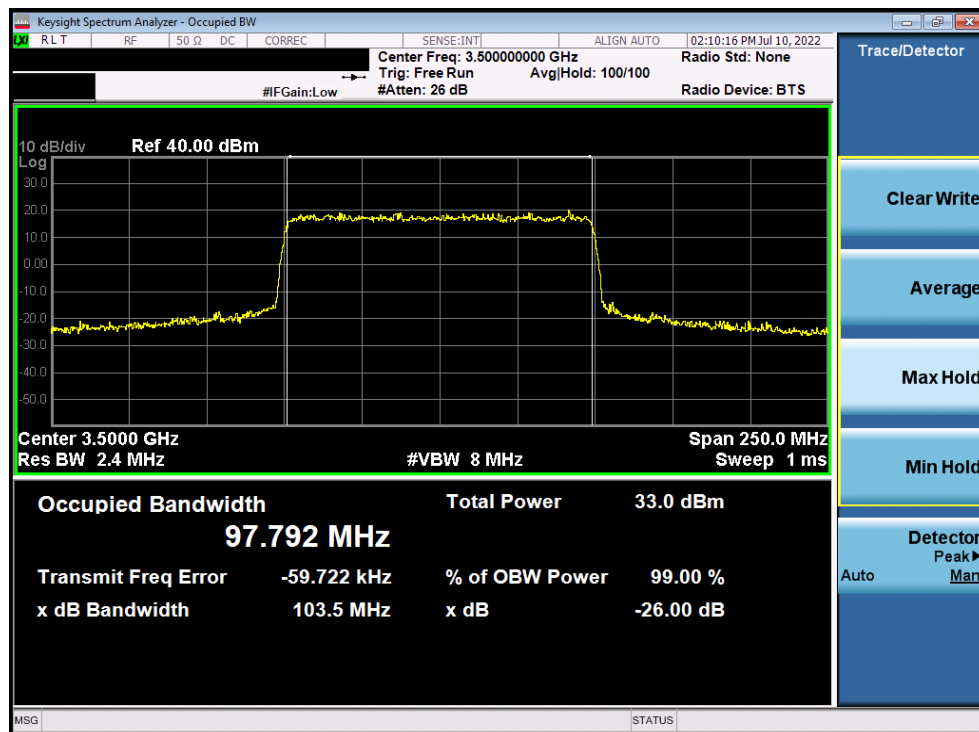 Keysight Spectrum Analyzer - Occupied BW
LXI RLT RF 50 Ω DC CORREC SENSE:INT ALIGN AUTO 02:10:16 PM Jul 10, 2022
Center Freq: 3.500000000 GHz Radio Std: None
Trig: Free Run Avg|Hold: 100/100
#IFGain:Low #Atten: 26 dB Radio Device: BTS
10 dB/div Ref 40.00 dBm
Log
30.0
20.0
10.0
0.00
-10.0
-20.0
-30.0
-40.0
-50.0
Center 3.5000 GHz Span 250.0 MHz
Res BW 2.4 MHz #VBW 8 MHz Sweep 1 ms
Occupied Bandwidth Total Power 33.0 dBm
97.792 MHz
Transmit Freq Error -59.722 kHz % of OBW Power 99.00 %
x dB Bandwidth 103.5 MHz x dB -26.00 dB
MSG STATUS
Trace/Detector
Clear Write
Average
Max Hold
Min Hold
Detector
Peak▶
Auto Man